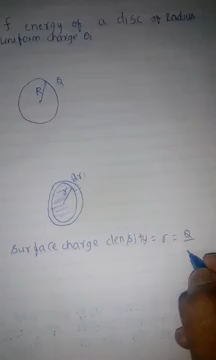 f energy of a disc of Radius
uniform charge Q.
R
Q
r
dr
Surface charge density = σ = Q